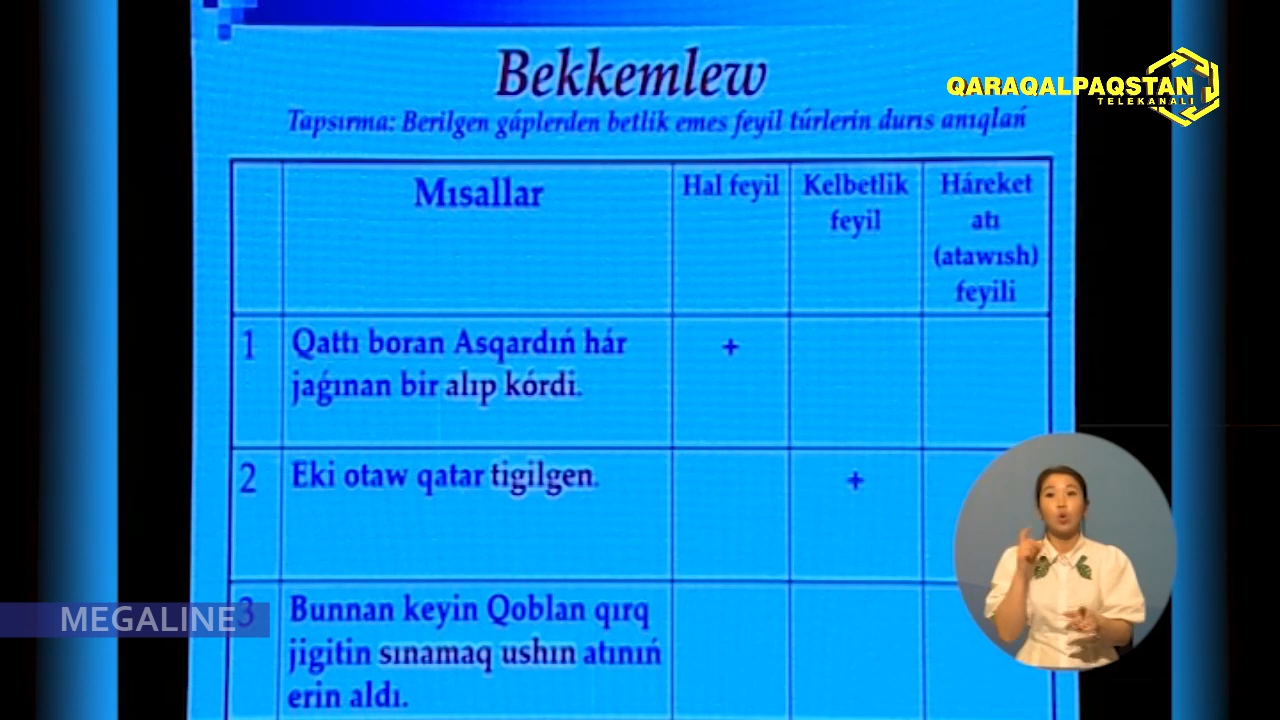 Bekkemlew
QARAQALPAQSTAN
TELEKANALI
Tapsırma: Berilgen gáplerden betlik emes feyil túrlerin durıs anıqlań
Mısallar
Hal feyil
Kelbetlik
feyil
Háreket
atı
(atawısh)
feyili
1
Qattı boran Asqardıń hár
jaǵınan bir alıp kórdi.
+
2
Eki otaw qatar tigilgen.
+
3
Bunnan keyin Qoblan qırq
jigitin sınamaq ushın atınıń
erin aldı.
MEGALINE